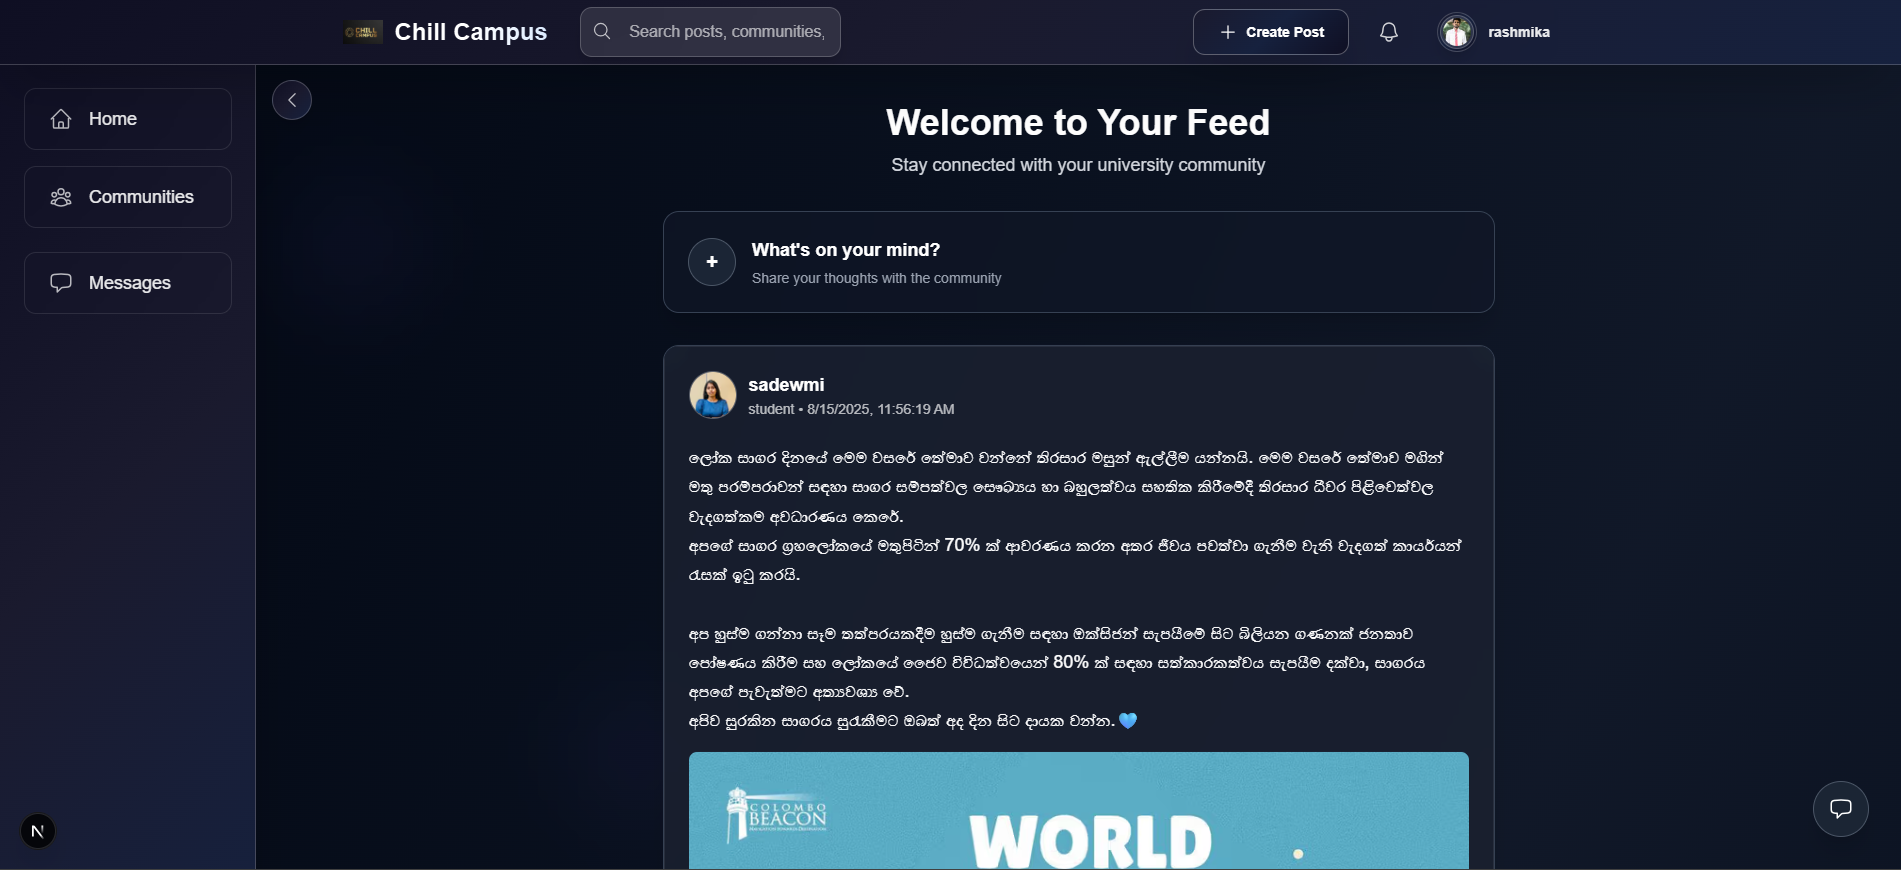 CHILL CAMPUS
Chill Campus
Search posts, communities,
Create Post
rashmika
Home
Communities
Messages
Welcome to Your Feed
Stay connected with your university community
What's on your mind?
Share your thoughts with the community
sadewmi
student • 8/15/2025, 11:56:19 AM
ලෝක සාගර දිනයේ මෙම වසරේ තේමාව වන්නේ තිරසාර මසුන් ඇල්ලීම යන්නයි. මෙම වසරේ තේමාව මගින්
මතු පරම්පරාවන් සඳහා සාගර සම්පත්වල සෞඛ්‍යය හා බහුලත්වය සහතික කිරීමේදී තිරසාර ධීවර පිළිවෙත්වල
වැදගත්කම අවධාරණය කෙරේ.
අපගේ සාගර ග්‍රහලෝකයේ මතුපිටින් 70% ක් ආවරණය කරන අතර ජීවය පවත්වා ගැනීම වැනි වැදගත් කාර්යයන්
රැසක් ඉටු කරයි.
අප හුස්ම ගන්නා සෑම තත්පරයකදීම හුස්ම ගැනීම සඳහා ඔක්සිජන් සැපයීමේ සිට බිලියන ගණනක් ජනතාව
පෝෂණය කිරීම සහ ලෝකයේ ජෛව විවිධත්වයෙන් 80% ක් සඳහා සත්කාරකත්වය සැපයීම දක්වා, සාගරය
අපගේ පැවැත්මට අත්‍යවශ්‍ය වේ.
අපිව සුරකින සාගරය සුරැකීමට ඔබත් අද දින සිට දායක වන්න. 💙
COLOMBO
BEACON
WORLD
N